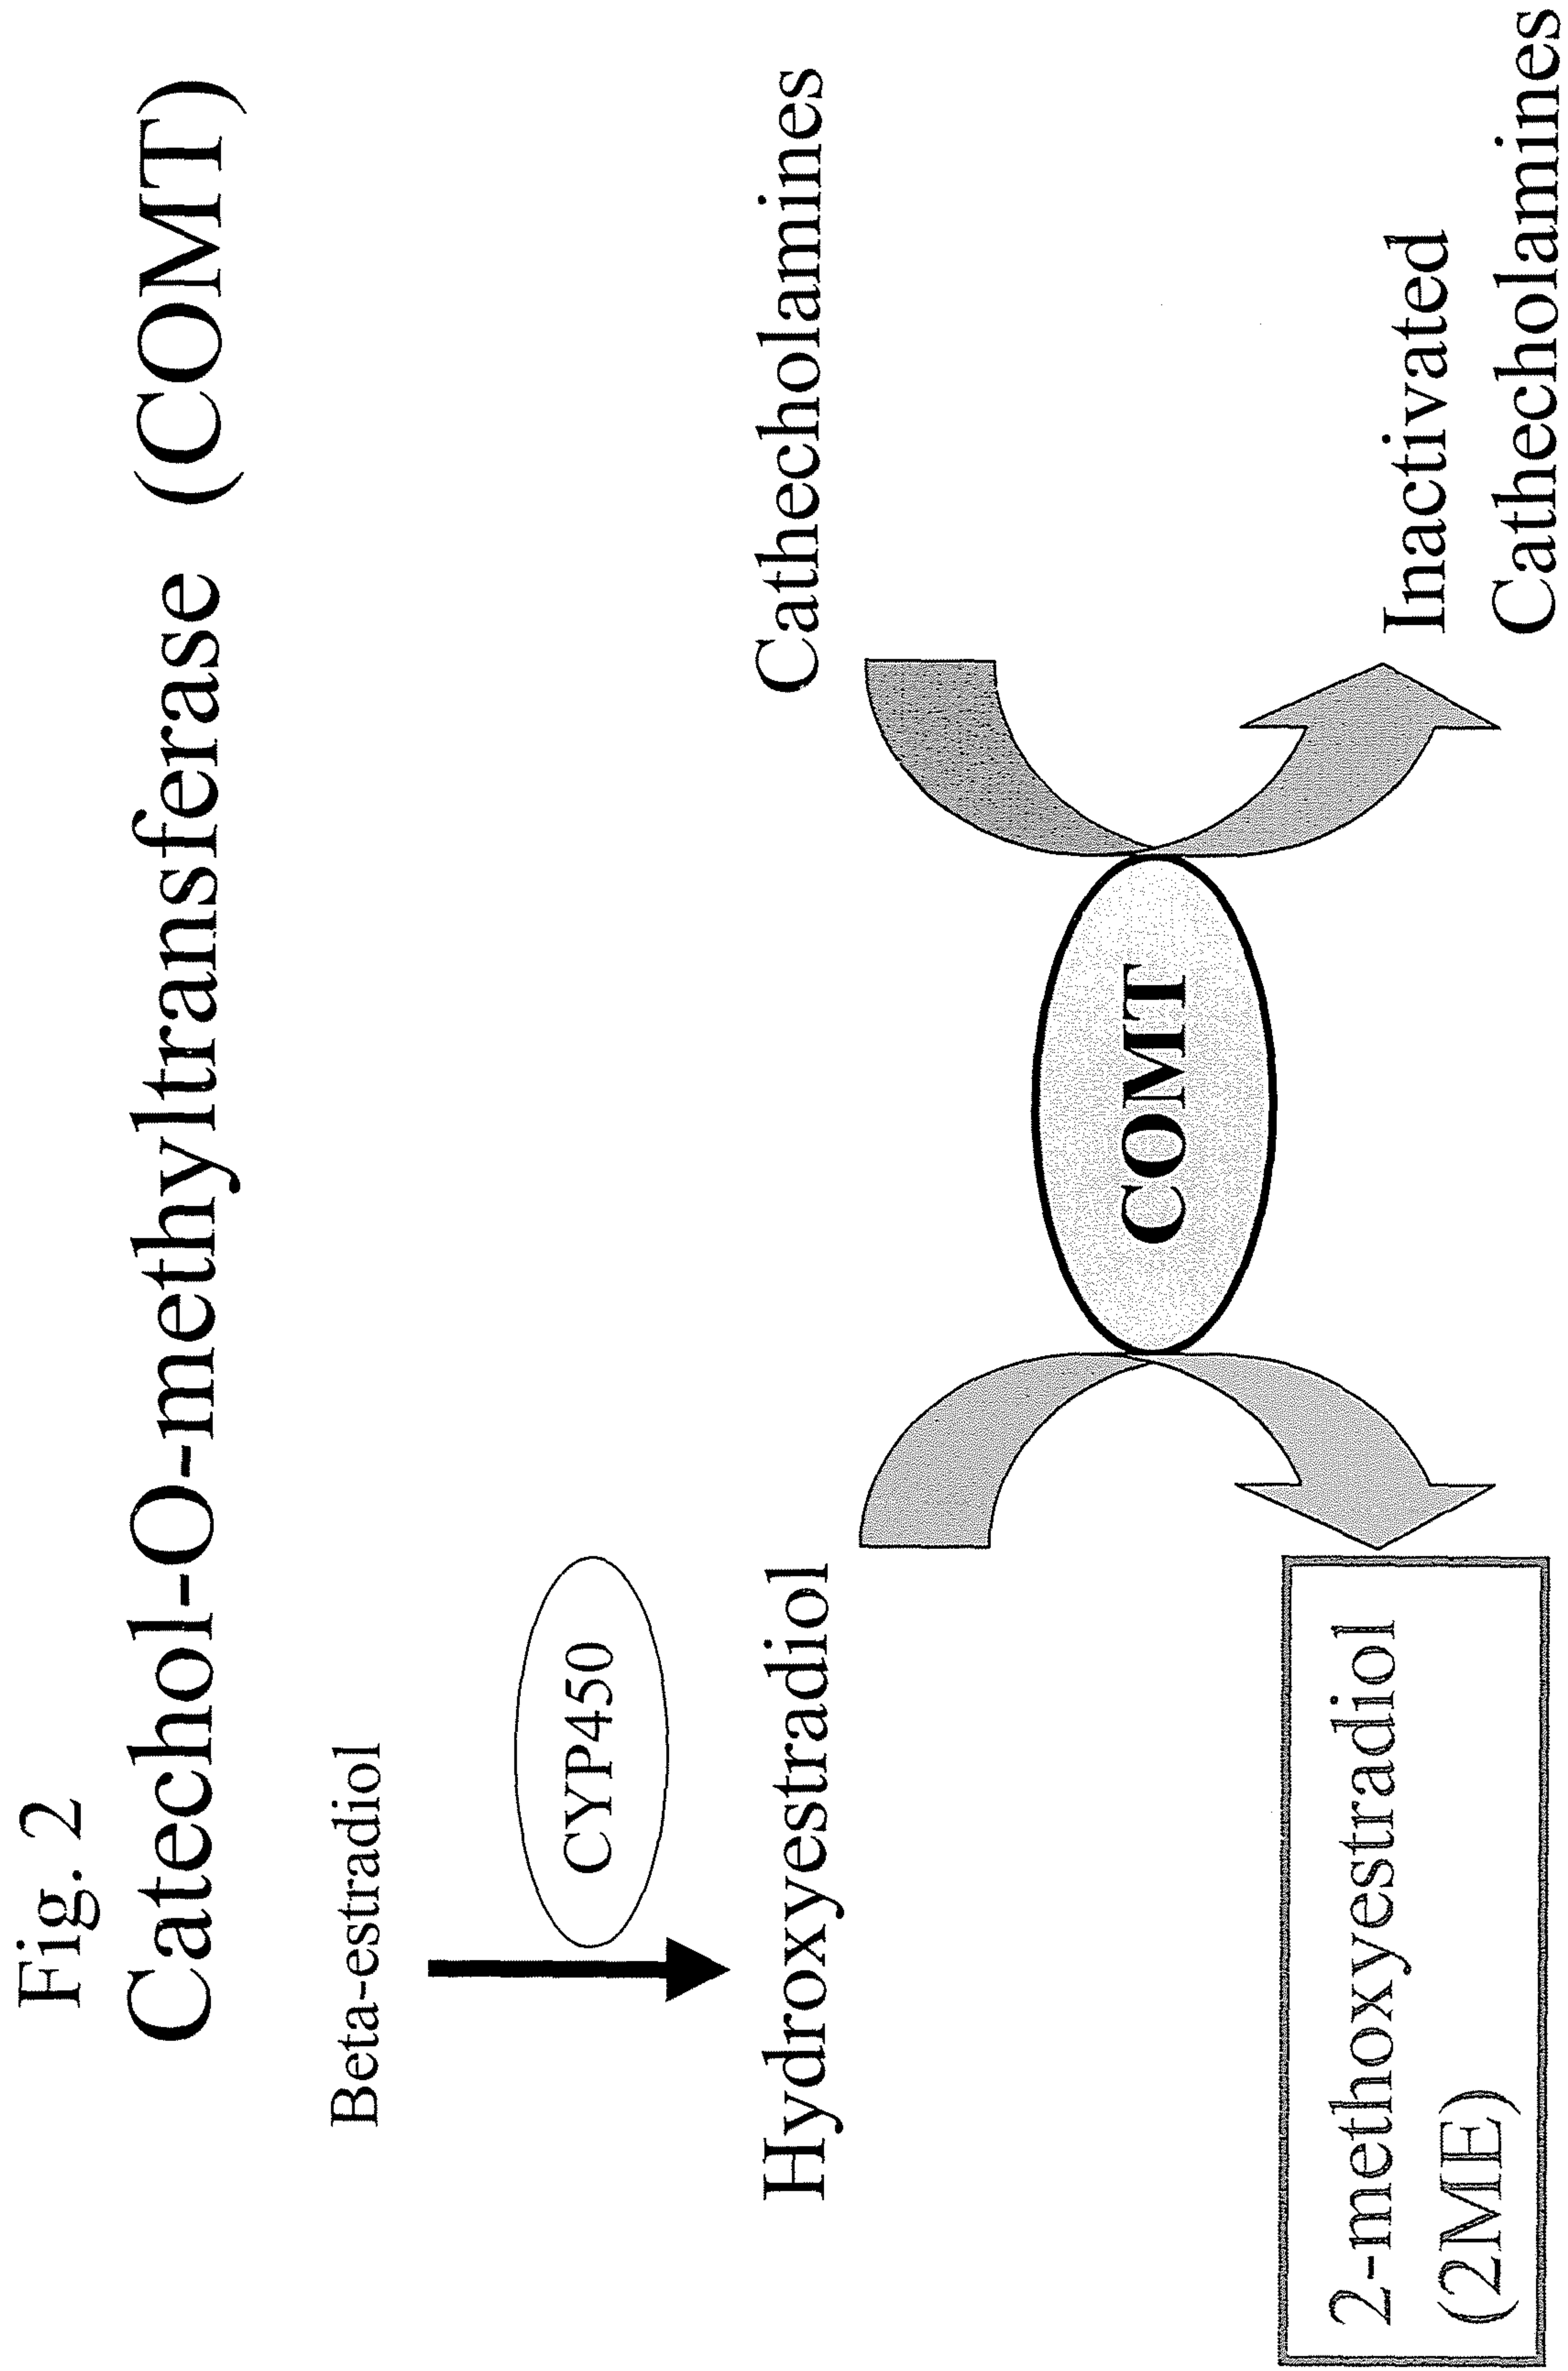 Fig. 2
Catechol-O-methyltransferase (COMT)
Beta-estradiol
CYP450
Hydroxyestradiol
Cathecholamines
COMT
2-methoxyestradiol
(2ME)
Inactivated
Cathecholamines